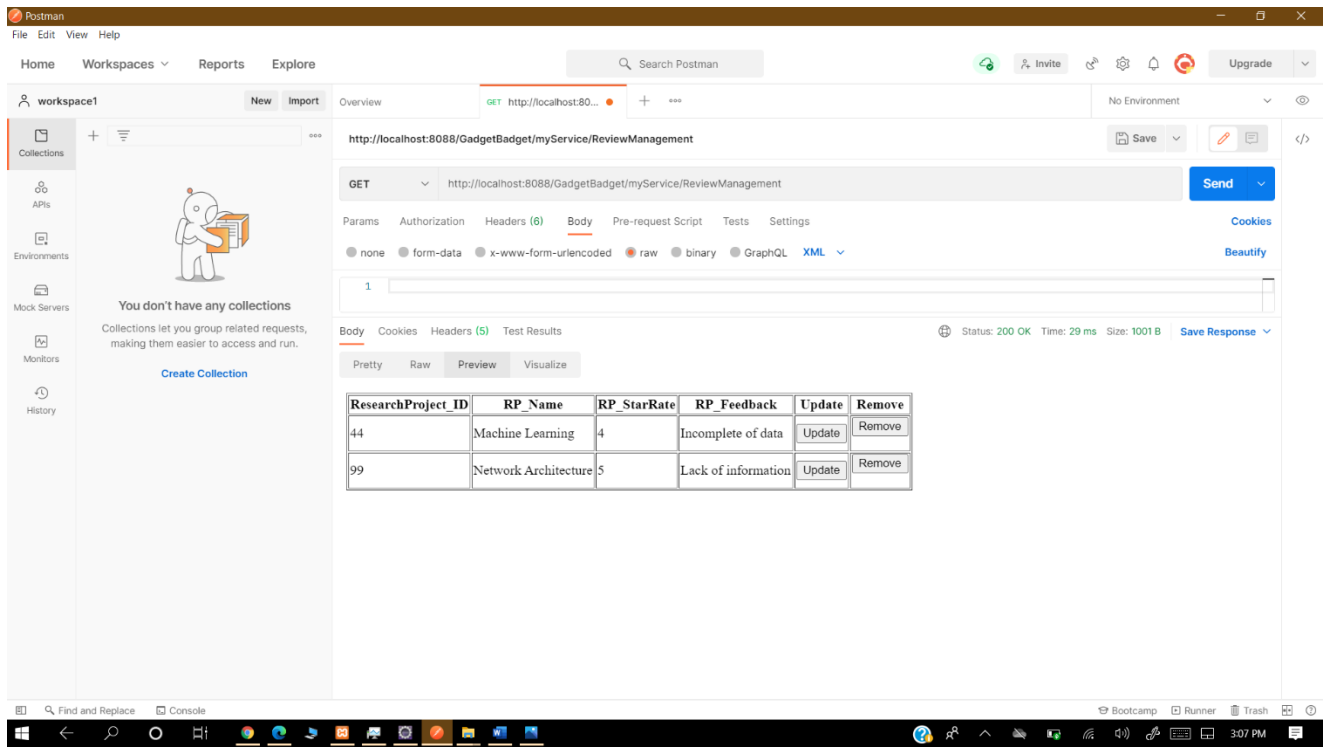 Postman
File Edit View Help
Home Workspaces Reports Explore Search Postman Invite Upgrade
workspace1 New Import Overview GET http://localhost:80... + ooo No Environment
http://localhost:8088/GadgetBadget/myService/ReviewManagement Save
Collections
GET http://localhost:8088/GadgetBadget/myService/ReviewManagement Send
APIs
Params Authorization Headers (6) Body Pre-request Script Tests Settings Cookies
Environments
none form-data x-www-form-urlencoded raw binary GraphQL XML Beautify
1
Mock Servers
You don't have any collections
Collections let you group related requests,
making them easier to access and run.
Create Collection
Monitors
History
Body Cookies Headers (5) Test Results Status: 200 OK Time: 29 ms Size: 1001 B Save Response
Pretty Raw Preview Visualize
ResearchProject_ID RP_Name RP_StarRate RP_Feedback Update Remove
44 Machine Learning 4 Incomplete of data Update Remove
99 Network Architecture 5 Lack of information Update Remove
Find and Replace Console Bootcamp Runner Trash
3:07 PM